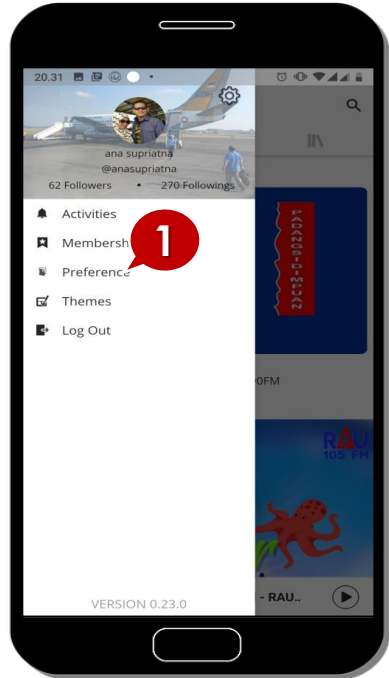 20.31
ana supriatna
@anasupriatna
62 Followers • 270 Followings
Activities
1
Preference
Themes
Log Out
VERSION 0.23.0
PADANGSIDIMPUAN
0FM
RAU
105 FM
- RAU..